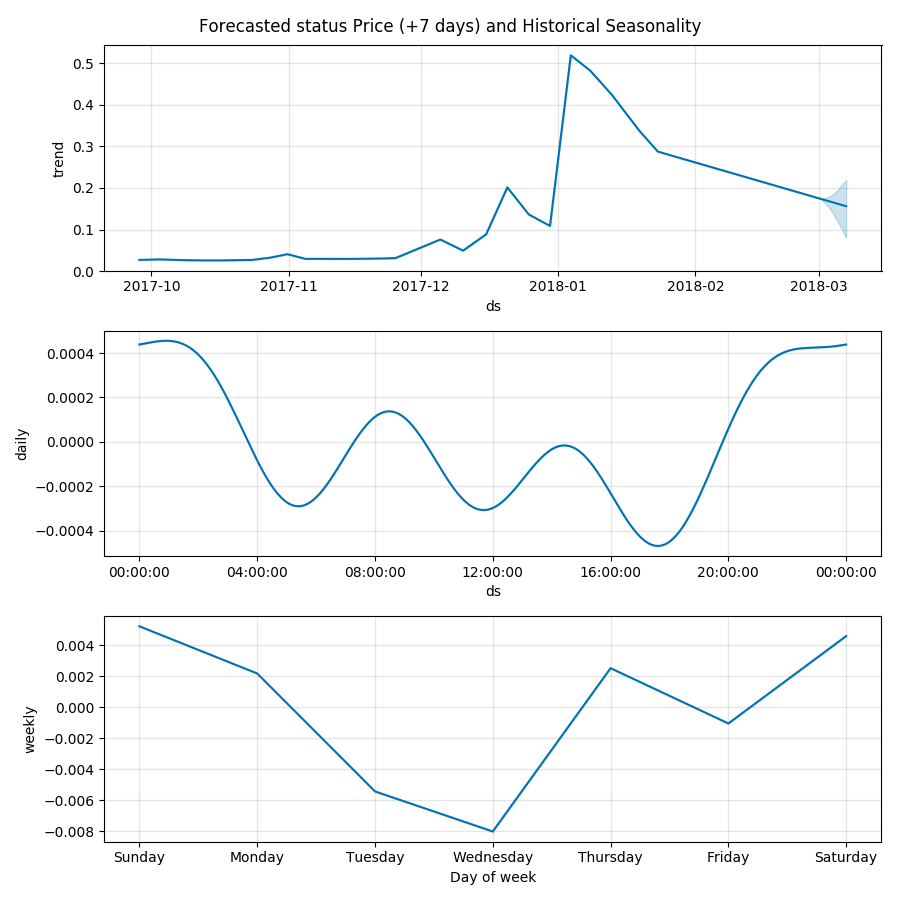 Forecasted status Price (+7 days) and Historical Seasonality
0.5
0.4
0.3
0.2
0.1
0.0
trend
2017-10 2017-11 2017-12 2018-01 2018-02 2018-03
ds
0.0004
0.0002
0.0000
−0.0002
−0.0004
daily
00:00:00 04:00:00 08:00:00 12:00:00 16:00:00 20:00:00 00:00:00
ds
0.004
0.002
0.000
−0.002
−0.004
−0.006
−0.008
weekly
Sunday Monday Tuesday Wednesday Thursday Friday Saturday
Day of week